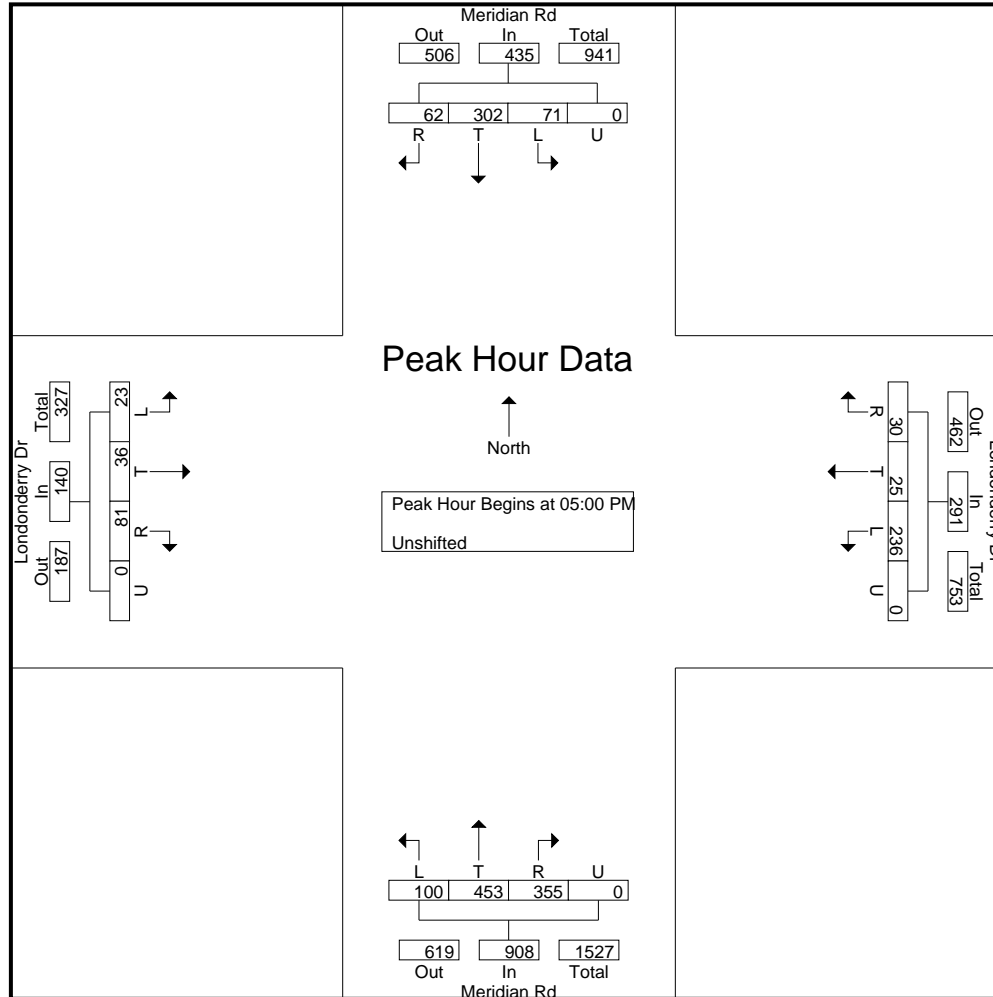 Meridian Rd
Out In Total
506 435 941
62 302 71 0
R T L U
Peak Hour Data
North
Peak Hour Begins at 05:00 PM
Unshifted
Londonderry Dr
Total In Out
327 140 187
23 36 81 0
L T R U
R T L U
30 25 236 0
Out In Total
462 291 753
L T R U
100 453 355 0
619 908 1527
Out In Total
Meridian Rd